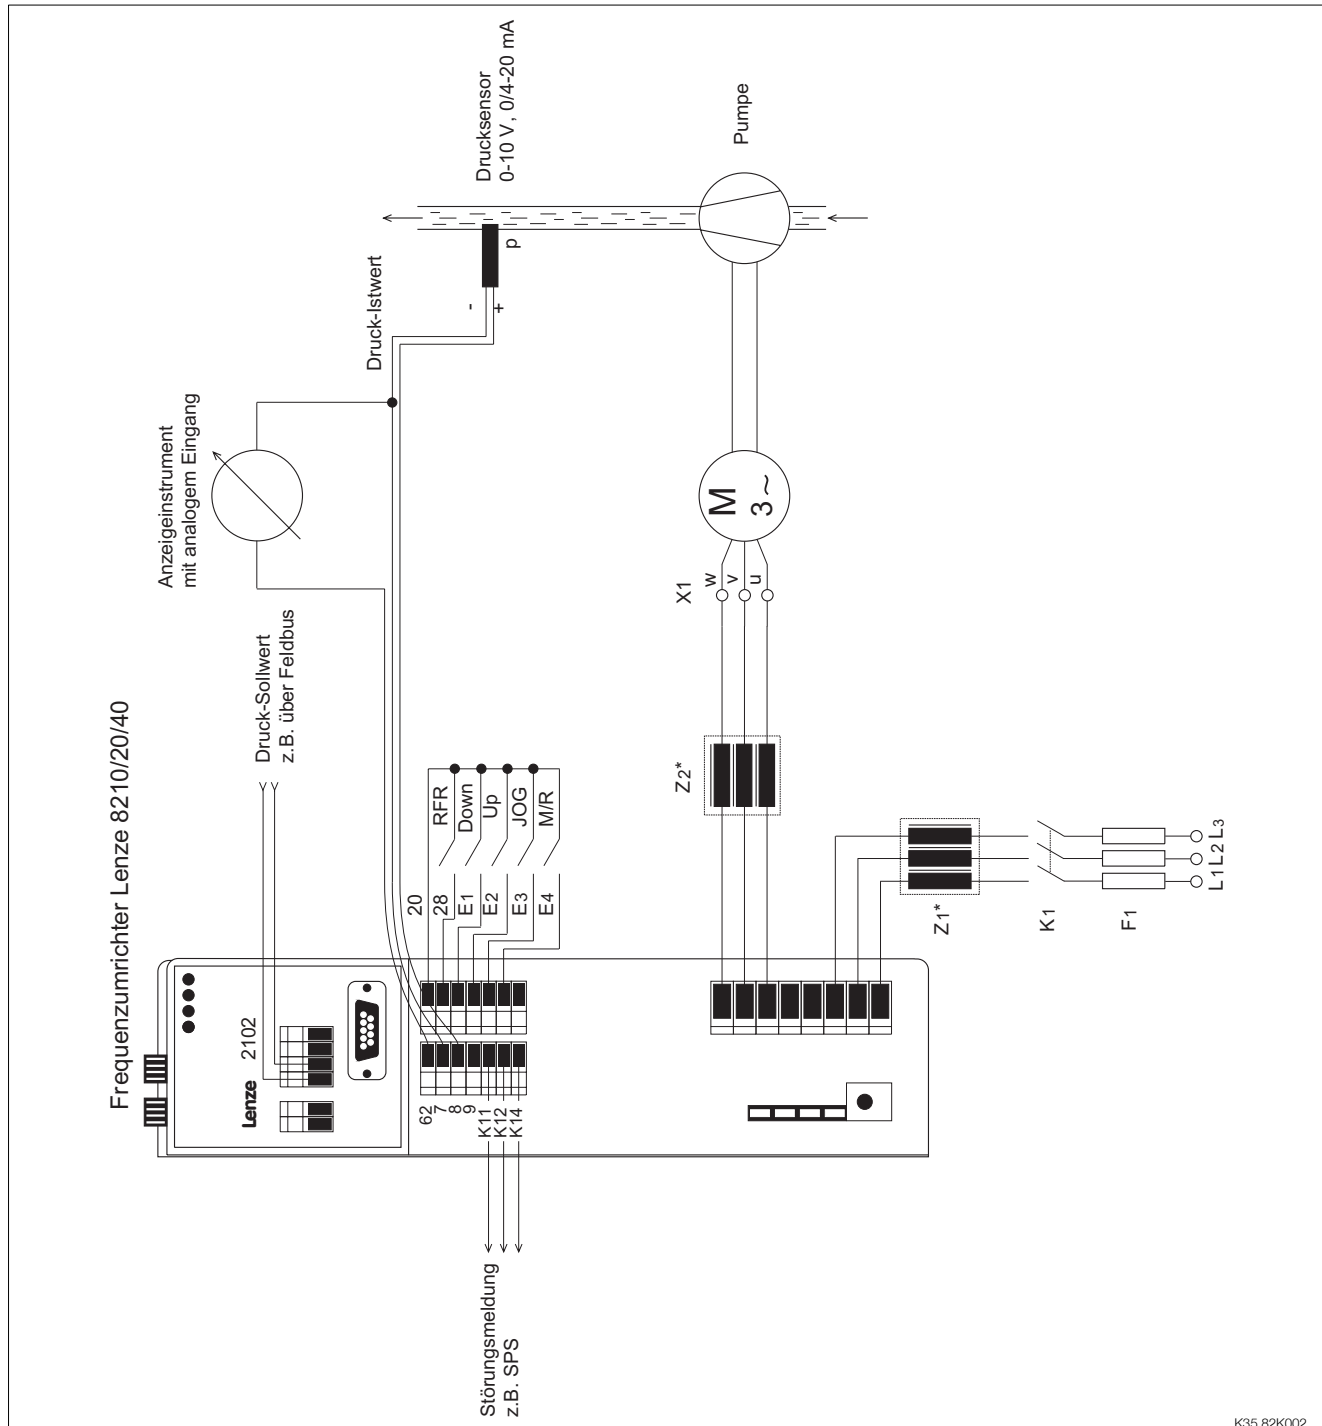 Frequenzumrichter Lenze 8210/20/40
Druck-Sollwert
z.B. über Feldbus
Anzeigeinstrument
mit analogem Eingang
Druck-Istwert
Drucksensor
0-10 V, 0/4-20 mA
-
+
p
Pumpe
M
3~
X1
w
v
u
Z2*
Z1*
K1
F1
L1
L2
L3
Lenze
2102
20
28
E1
E2
E3
E4
RFR
Down
Up
JOG
M/R
62
7
8
9
K11
K12
K14
Störungsmeldung
z.B. SPS
K35.82K002